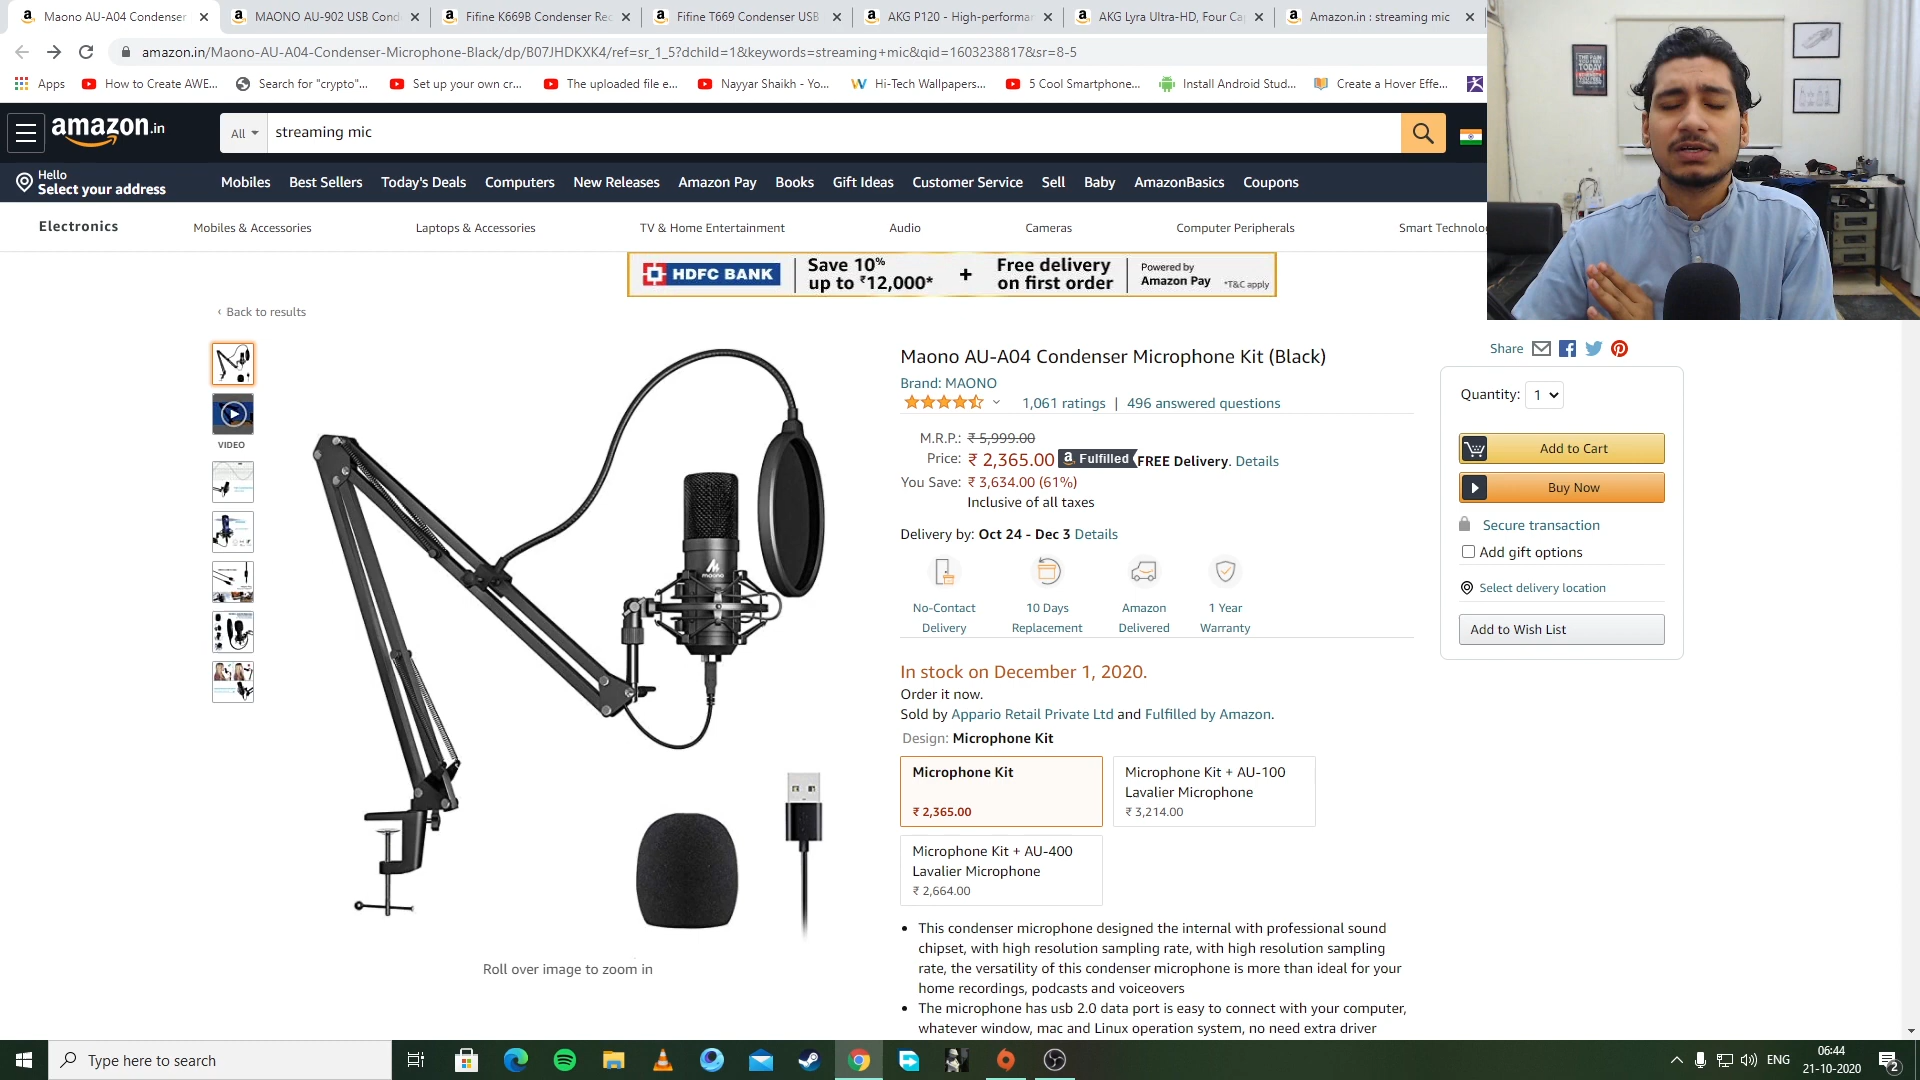 Maono AU-A04 Condenser
MAONO AU-902 USB Cond
Fifine K669B Condenser Rec
Fifine T669 Condenser USB
AKG P120 - High-performan
AKG Lyra Ultra-HD, Four Ca
Amazon.in : streaming mic
amazon.in/Maono-AU-A04-Condenser-Microphone-Black/dp/B07JHDKXK4/ref=sr_1_5?dchild=1&keywords=streaming+mic&qid=1603238817&sr=8-5
Apps
How to Create AWE...
Search for "crypto"...
Set up your own cr...
The uploaded file e...
Nayyar Shaikh - Yo...
Hi-Tech Wallpapers...
5 Cool Smartphone...
Install Android Stud...
Create a Hover Effe...
amazon.in
All
streaming mic
Hello
Select your address
Mobiles
Best Sellers
Today's Deals
Computers
New Releases
Amazon Pay
Books
Gift Ideas
Customer Service
Sell
Baby
AmazonBasics
Coupons
Electronics
Mobiles & Accessories
Laptops & Accessories
TV & Home Entertainment
Audio
Cameras
Computer Peripherals
Smart Technolo
HDFC BANK
Save 10%
up to ₹12,000*
+
Free delivery
on first order
Powered by
Amazon Pay
*T&C apply
‹ Back to results
VIDEO
maono
Roll over image to zoom in
Maono AU-A04 Condenser Microphone Kit (Black)
Brand: MAONO
1,061 ratings | 496 answered questions
M.R.P.: ₹ 5,999.00
Price: ₹ 2,365.00 a Fulfilled FREE Delivery. Details
You Save: ₹ 3,634.00 (61%)
Inclusive of all taxes
Delivery by: Oct 24 - Dec 3 Details
No-Contact
Delivery
10 Days
Replacement
Amazon
Delivered
1 Year
Warranty
In stock on December 1, 2020.
Order it now.
Sold by Appario Retail Private Ltd and Fulfilled by Amazon.
Design: Microphone Kit
Microphone Kit
₹ 2,365.00
Microphone Kit + AU-100
Lavalier Microphone
₹ 3,214.00
Microphone Kit + AU-400
Lavalier Microphone
₹ 2,664.00
• This condenser microphone designed the internal with professional sound
chipset, with high resolution sampling rate, with high resolution sampling
rate, the versatility of this condenser microphone is more than ideal for your
home recordings, podcasts and voiceovers
• The microphone has usb 2.0 data port is easy to connect with your computer,
whatever window, mac and Linux operation system, no need extra driver
Share
Quantity: 1
Add to Cart
Buy Now
Secure transaction
Add gift options
Select delivery location
Add to Wish List
Type here to search
ENG
06:44
21-10-2020
2